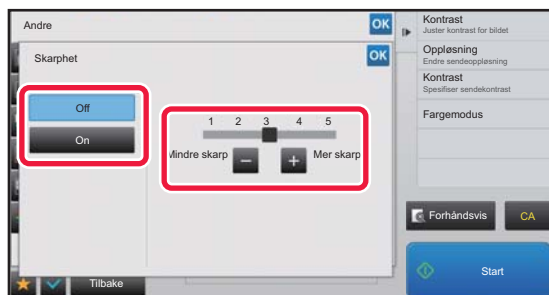 Andre
OK
Skarphet
OK
Off
On
1 2 3 4 5
Mindre skarp
Mer skarp
Tilbake
Kontrast
Juster kontrast for bildet
Oppløsning
Endre sendeoppløsning
Kontrast
Spesifiser sendekontrast
Fargemodus
Forhåndsvis
CA
Start